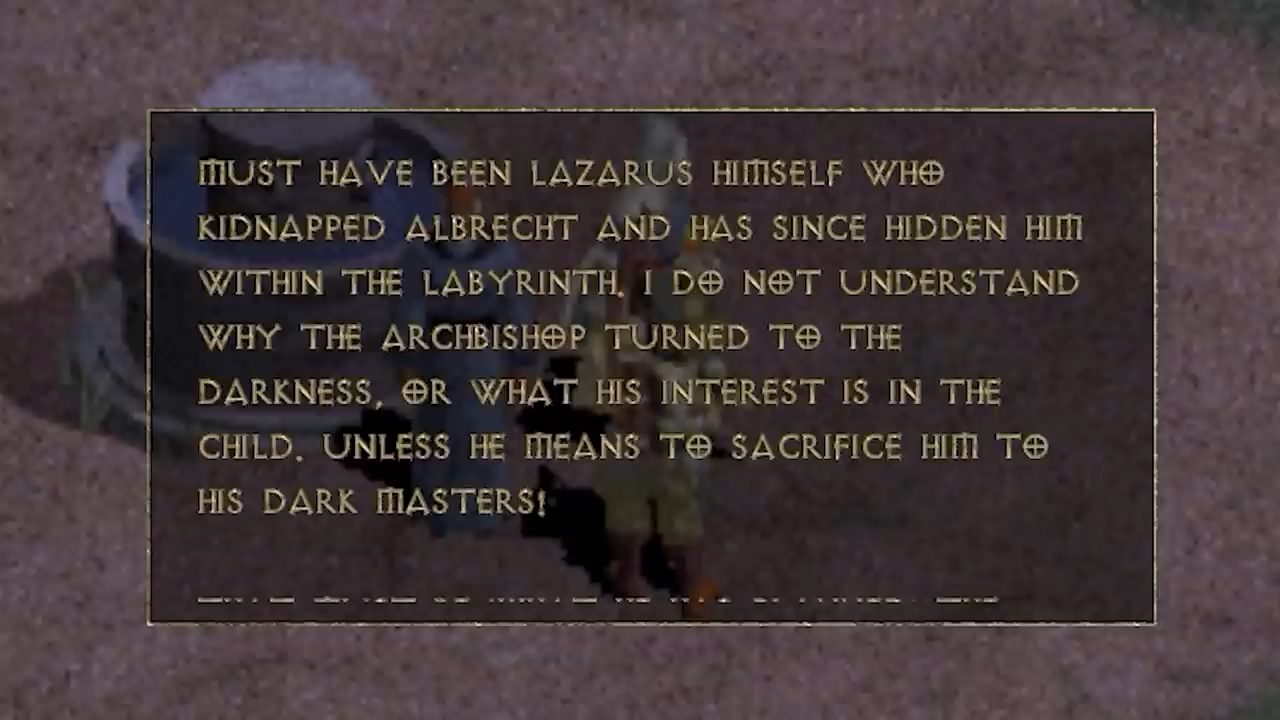 MUST HAVE BEEN LAZARUS HIMSELF WHO
KIDNAPPED ALBRECHT AND HAS SINCE HIDDEN HIM
WITHIN THE LABYRINTH. I DO NOT UNDERSTAND
WHY THE ARCHBISHOP TURNED TO THE
DARKNESS, OR WHAT HIS INTEREST IS IN THE
CHILD. UNLESS HE MEANS TO SACRIFICE HIM TO
HIS DARK MASTERS!